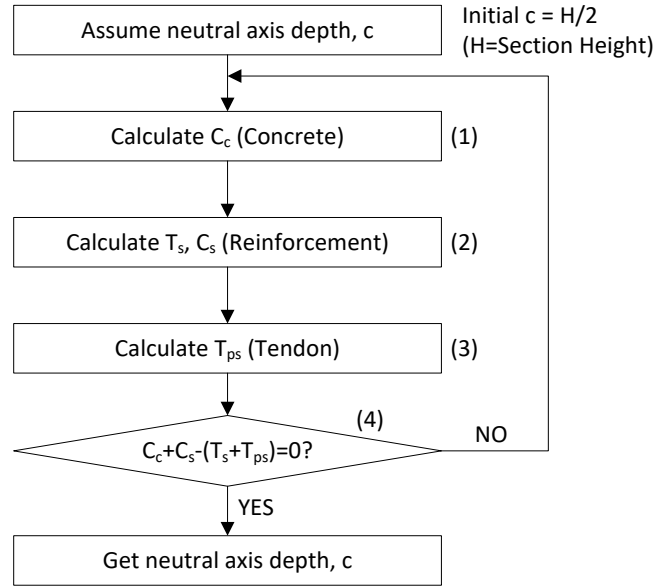 Assume neutral axis depth, c
Initial c = H/2
(H=Section Height)
Calculate Cc (Concrete)
(1)
Calculate Ts, Cs (Reinforcement)
(2)
Calculate Tps (Tendon)
(3)
(4)
Cc+Cs-(Ts+Tps)=0?
NO
YES
Get neutral axis depth, c